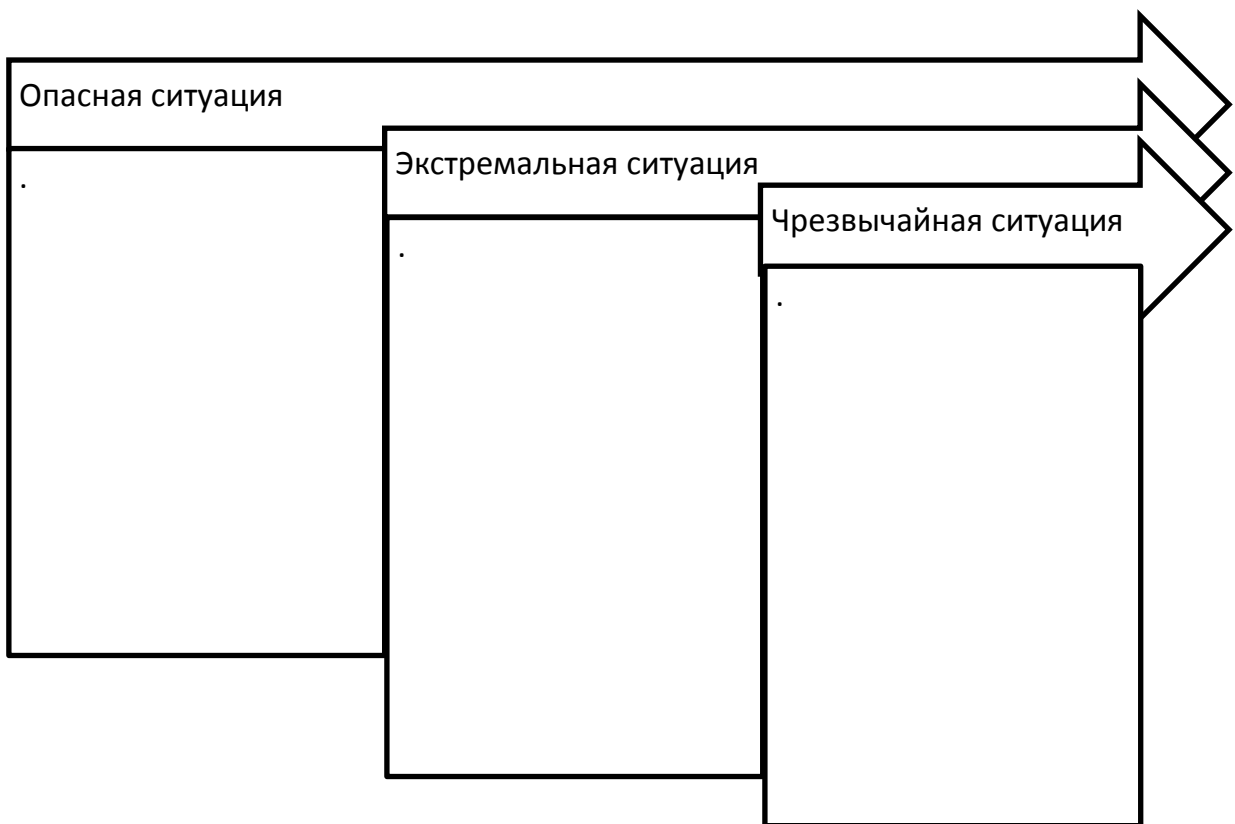 Опасная ситуация
.
Экстремальная ситуация
.
Чрезвычайная ситуация
.